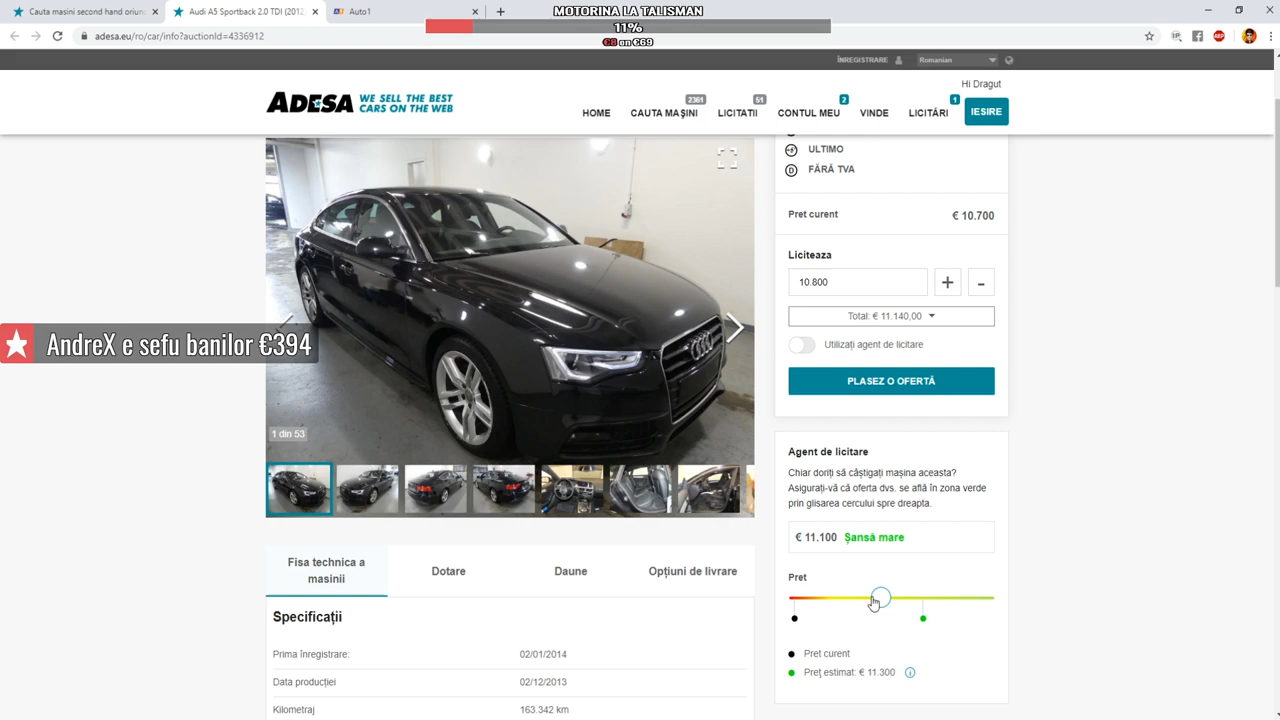 Cauta masini second hand oriun
Audi A5 Sportback 2.0 TDI (2012)
Auto1
MOTORINA LA TALISMAN
11%
€8 an €69
adesa.eu/ro/car/info?auctionId=4336912
ÎNREGISTRARE
Romanian
Hi Dragut
ADESA
WE SELL THE BEST
CARS ON THE WEB
HOME
CAUTA MAŞINI
2361
LICITATII
51
CONTUL MEU
2
VINDE
LICITĂRI
1
IESIRE
ULTIMO
FĂRĂ TVA
Pret curent
€ 10.700
Liciteaza
10.800
+
-
Total: € 11.140,00
Utilizați agent de licitare
PLASEZ O OFERTĂ
AndreX e sefu banilor €394
1 din 53
Agent de licitare
Chiar doriți să câștigați mașina aceasta?
Asigurați-vă că oferta dvs. se află în zona verde
prin glisarea cercului spre dreapta.
€ 11.100 Șansă mare
Pret
Pret curent
Preţ estimat: € 11.300
Fisa technica a
masinii
Dotare
Daune
Opțiuni de livrare
Specificații
Prima înregistrare:
02/01/2014
Data producției
02/12/2013
Kilometraj
163.342 km